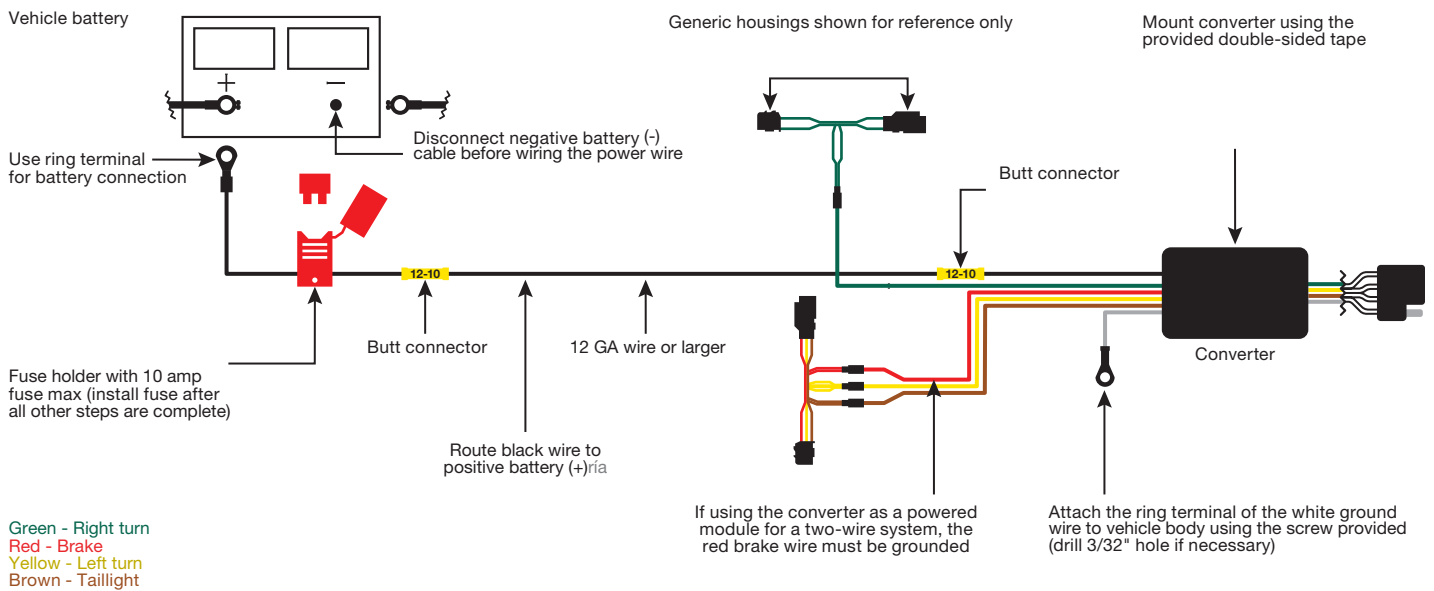 Vehicle battery
Generic housings shown for reference only
Mount converter using the
provided double-sided tape
+
−
Disconnect negative battery (-)
cable before wiring the power wire
Use ring terminal
for battery connection
Butt connector
12-10
12-10
Butt connector
12 GA wire or larger
Converter
Fuse holder with 10 amp
fuse max (install fuse after
all other steps are complete)
Route black wire to
positive battery (+)ría
If using the converter as a powered
module for a two-wire system, the
red brake wire must be grounded
Attach the ring terminal of the white ground
wire to vehicle body using the screw provided
(drill 3/32" hole if necessary)
Green - Right turn
Red - Brake
Yellow - Left turn
Brown - Taillight